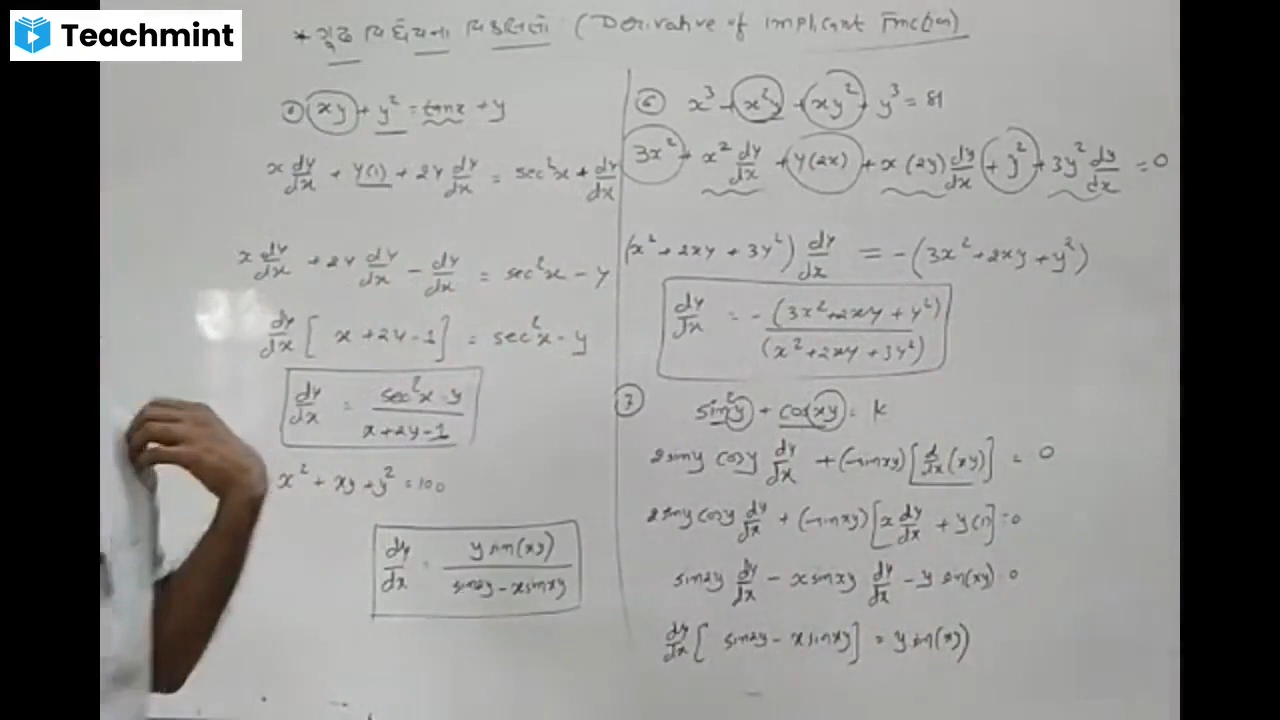 Teachmint
* ગૂઢ વિધેયના વિકલિતો (Derivative of Implicant Function)
④ xy + y² = tanx + y
x dy/dx + y(1) + 2y dy/dx = sec²x + dy/dx
x dy/dx + 2y dy/dx - dy/dx = sec²x - y
dy/dx [x + 2y - 1] = sec²x - y
dy/dx = sec²x - y / x + 2y - 1
x² + xy + y² = 100
dy/dx = y sin(xy) / sin2y - x sinxy
⑥ x³ + x²y + xy² + y³ = 81
3x² + x² dy/dx + y(2x) + x(2y) dy/dx + y² + 3y² dy/dx = 0
(x² + 2xy + 3y²) dy/dx = -(3x² + 2xy + y²)
dy/dx = -(3x² + 2xy + y²) / (x² + 2xy + 3y²)
⑦ sin²y + cos(xy) = k
2siny cosy dy/dx + (-sinxy) [d/dx (xy)] = 0
2siny cosy dy/dx + (-sinxy) [x dy/dx + y(1)] = 0
sin2y dy/dx - x sinxy dy/dx - y sin(xy) = 0
dy/dx [sin2y - x sinxy] = y sin(xy)